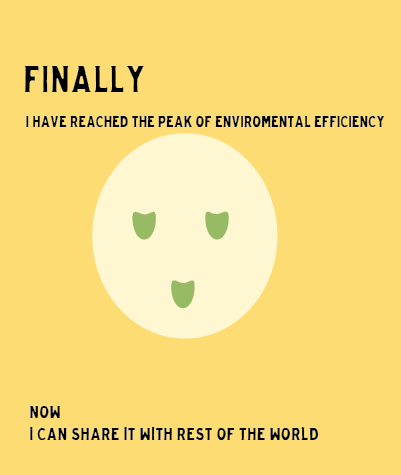 FINALLY
I HAVE REACHED THE PEAK OF ENVIROMENTAL EFFICIENCY
NOW
I CAN SHARE IT WITH REST OF THE WORLD